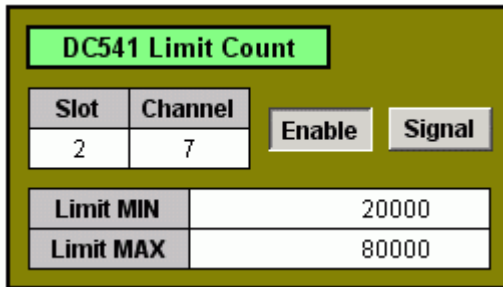 DC541 Limit Count
Slot Channel
2 7
Enable Signal
Limit MIN 20000
Limit MAX 80000